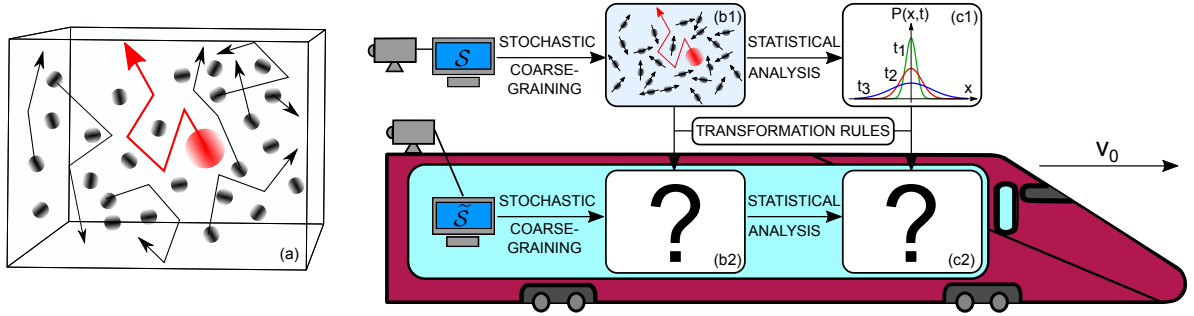 (a)
S
STOCHASTIC
COARSE-
GRAINING
(b1)
STATISTICAL
ANALYSIS
(c1)
P(x,t)
t1
t2
t3
x
TRANSFORMATION RULES
v0
S̃
STOCHASTIC
COARSE-
GRAINING
?
(b2)
STATISTICAL
ANALYSIS
?
(c2)